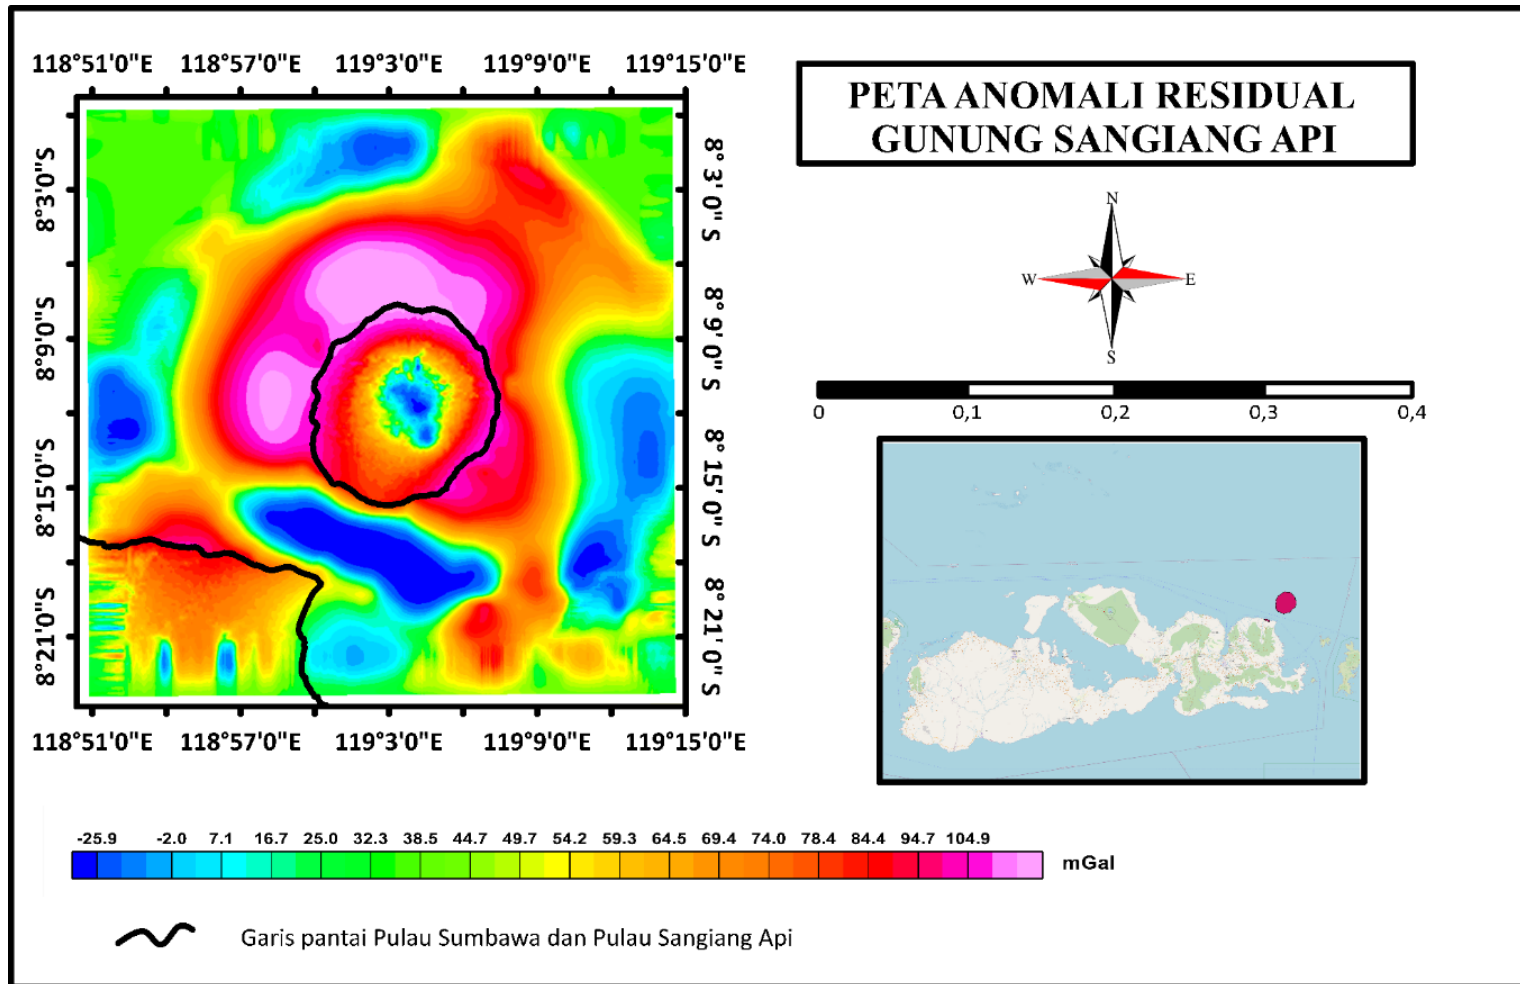 118°51'0"E 118°57'0"E 119°3'0"E 119°9'0"E 119°15'0"E
8°3'0"S
8°9'0"S
8°15'0"S
8°21'0"S
8°3'0"S
8°9'0"S
8°15'0"S
8°21'0"S
118°51'0"E 118°57'0"E 119°3'0"E 119°9'0"E 119°15'0"E
PETA ANOMALI RESIDUAL
GUNUNG SANGIANG API
N
W E
S
0 0,1 0,2 0,3 0,4
-25.9 -2.0 7.1 16.7 25.0 32.3 38.5 44.7 49.7 54.2 59.3 64.5 69.4 74.0 78.4 84.4 94.7 104.9
mGal
Garis pantai Pulau Sumbawa dan Pulau Sangiang Api